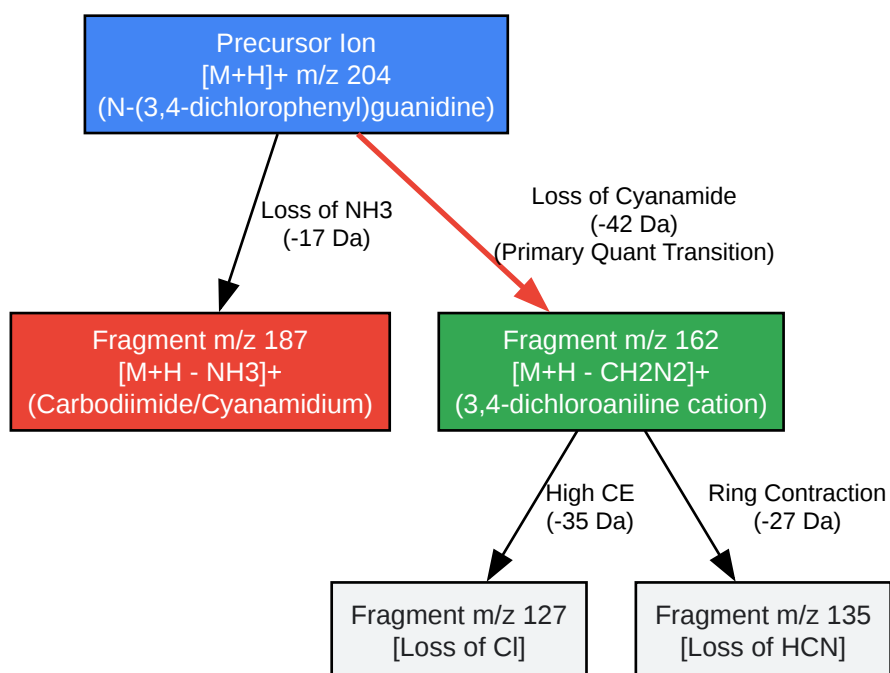 Precursor Ion
[M+H]+ m/z 204
(N-(3,4-dichlorophenyl)guanidine)
Loss of NH3
(-17 Da)
Loss of Cyanamide
(-42 Da)
(Primary Quant Transition)
Fragment m/z 187
[M+H - NH3]+
(Carbodiimide/Cyanamidium)
Fragment m/z 162
[M+H - CH2N2]+
(3,4-dichloroaniline cation)
High CE
(-35 Da)
Ring Contraction
(-27 Da)
Fragment m/z 127
[Loss of Cl]
Fragment m/z 135
[Loss of HCN]